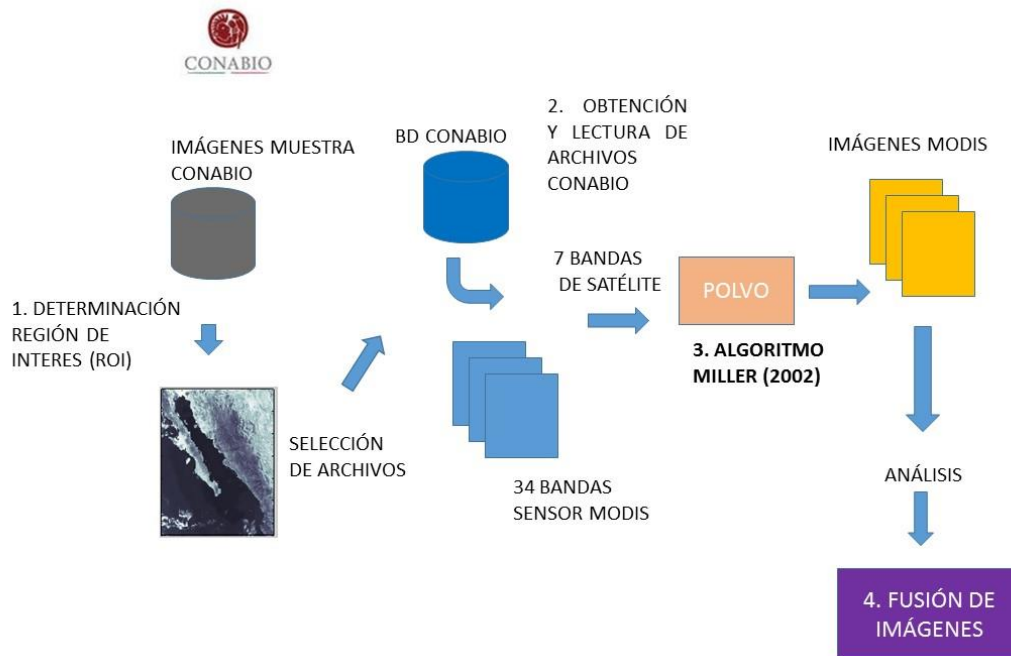 CONABIO
IMÁGENES MUESTRA
CONABIO
1. DETERMINACIÓN
REGIÓN DE
INTERES (ROI)
SELECCIÓN
DE ARCHIVOS
BD CONABIO
2. OBTENCIÓN
Y LECTURA DE
ARCHIVOS
CONABIO
34 BANDAS
SENSOR MODIS
7 BANDAS
DE SATÉLITE
POLVO
3. ALGORITMO
MILLER (2002)
IMÁGENES MODIS
ANÁLISIS
4. FUSIÓN DE
IMÁGENES